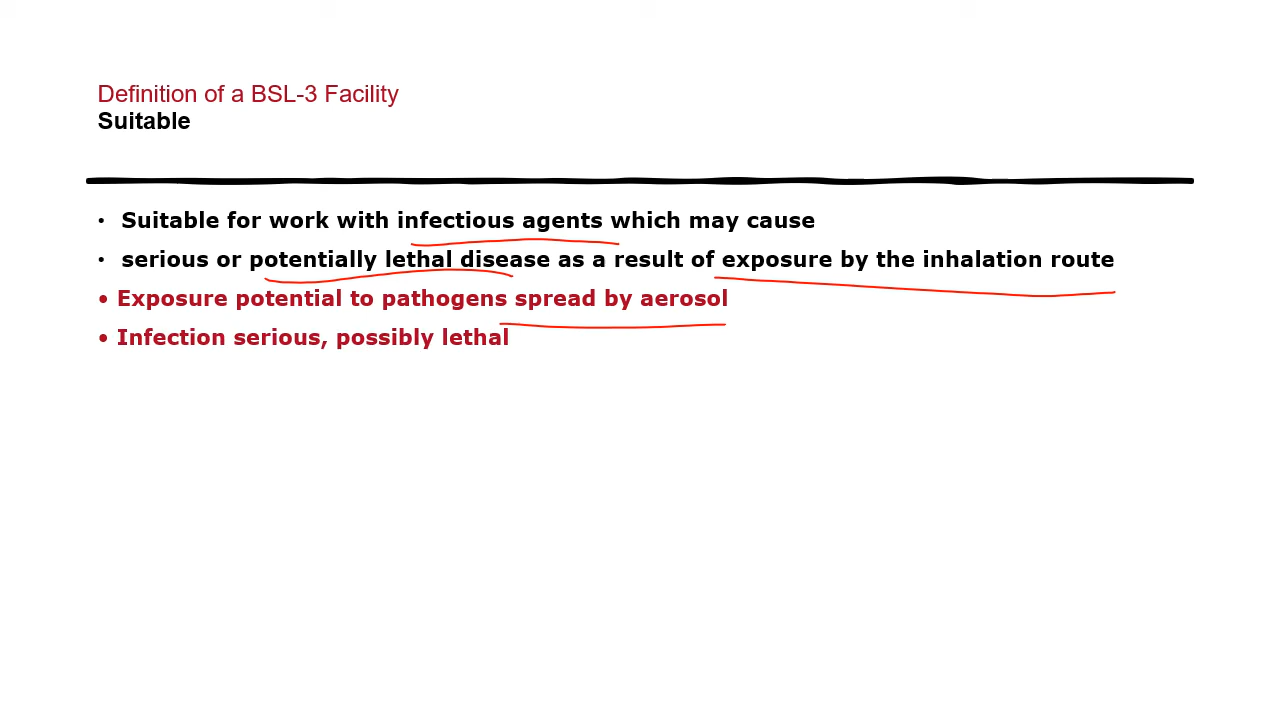 Definition of a BSL-3 Facility
Suitable
• Suitable for work with infectious agents which may cause
• serious or potentially lethal disease as a result of exposure by the inhalation route
• Exposure potential to pathogens spread by aerosol
• Infection serious, possibly lethal